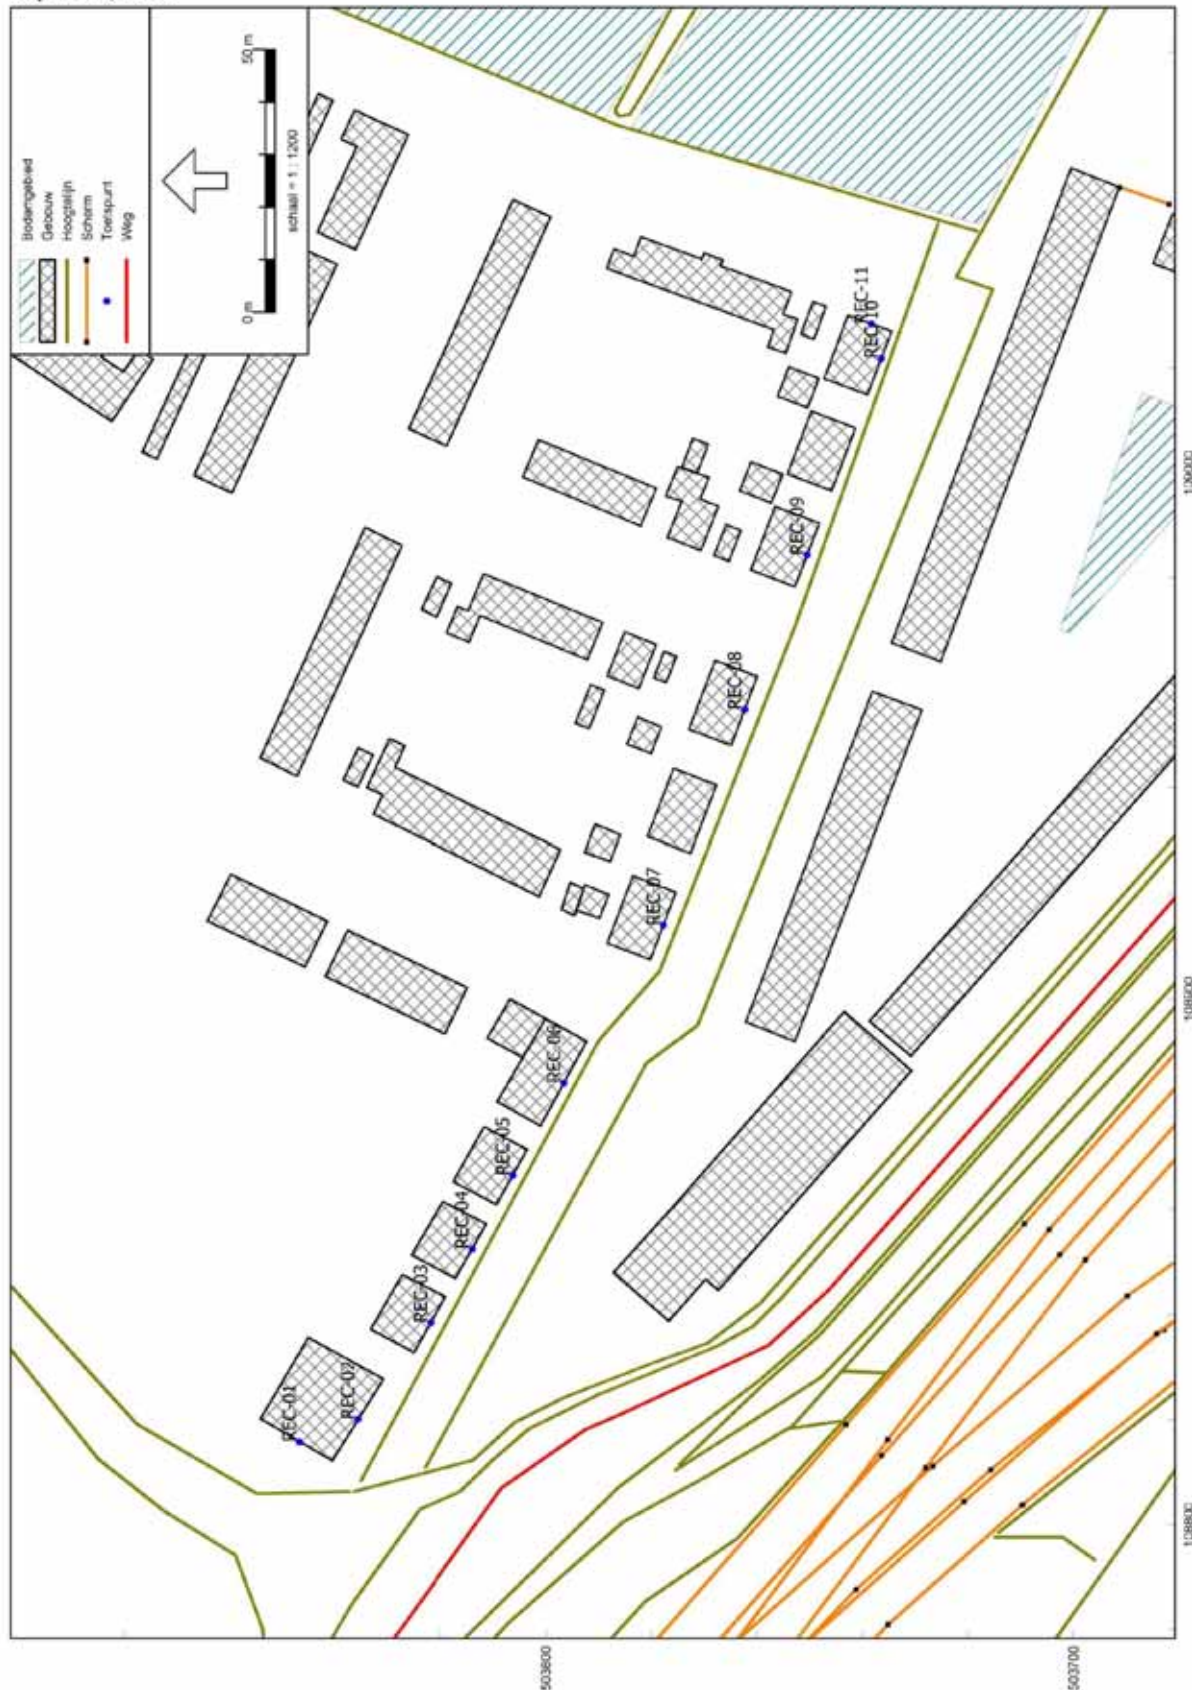 Bodemgebied
Gebouw
Hoogtelijn
Scherm
Toetspunt
Weg
0 m
50 m
schaal = 1 : 1200
REC-01
REC-02
REC-03
REC-04
REC-05
REC-06
REC-07
REC-08
REC-09
REC-10
REC-11
108800
108900
109000
503800
503700